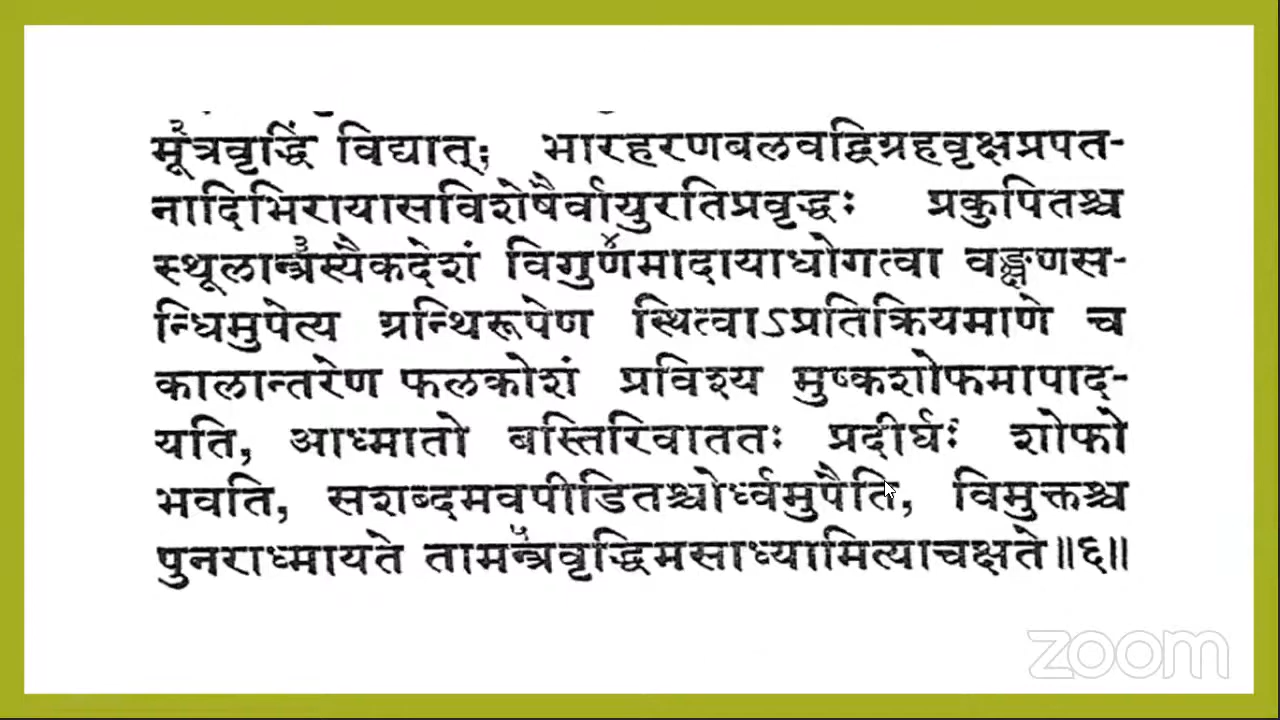 मूत्रवृद्धिं विद्यात्; भारहरणबलवद्विग्रहवृक्षप्रपत-
नादिभिरायासविशेषैर्वायुरतिप्रवृद्धः प्रकुपितश्च
स्थूलान्त्रस्यैकदेशं विगुणमादायाधोगत्वा वङ्क्षणस-
न्धिमुपेत्य ग्रन्थिरूपेण स्थित्वाऽप्रतिक्रियमाणे च
कालान्तरेण फलकोशं प्रविश्य मुष्कशोफमापाद-
यति, आध्मातो बस्तिरिवाततः प्रदीर्घः शोफो
भवति, सशब्दमवपीडितश्चोर्ध्वमुपैति, विमुक्तश्च
पुनराध्मायते तामन्त्रवृद्धिमसाध्यामित्याचक्षते॥६॥
zoom